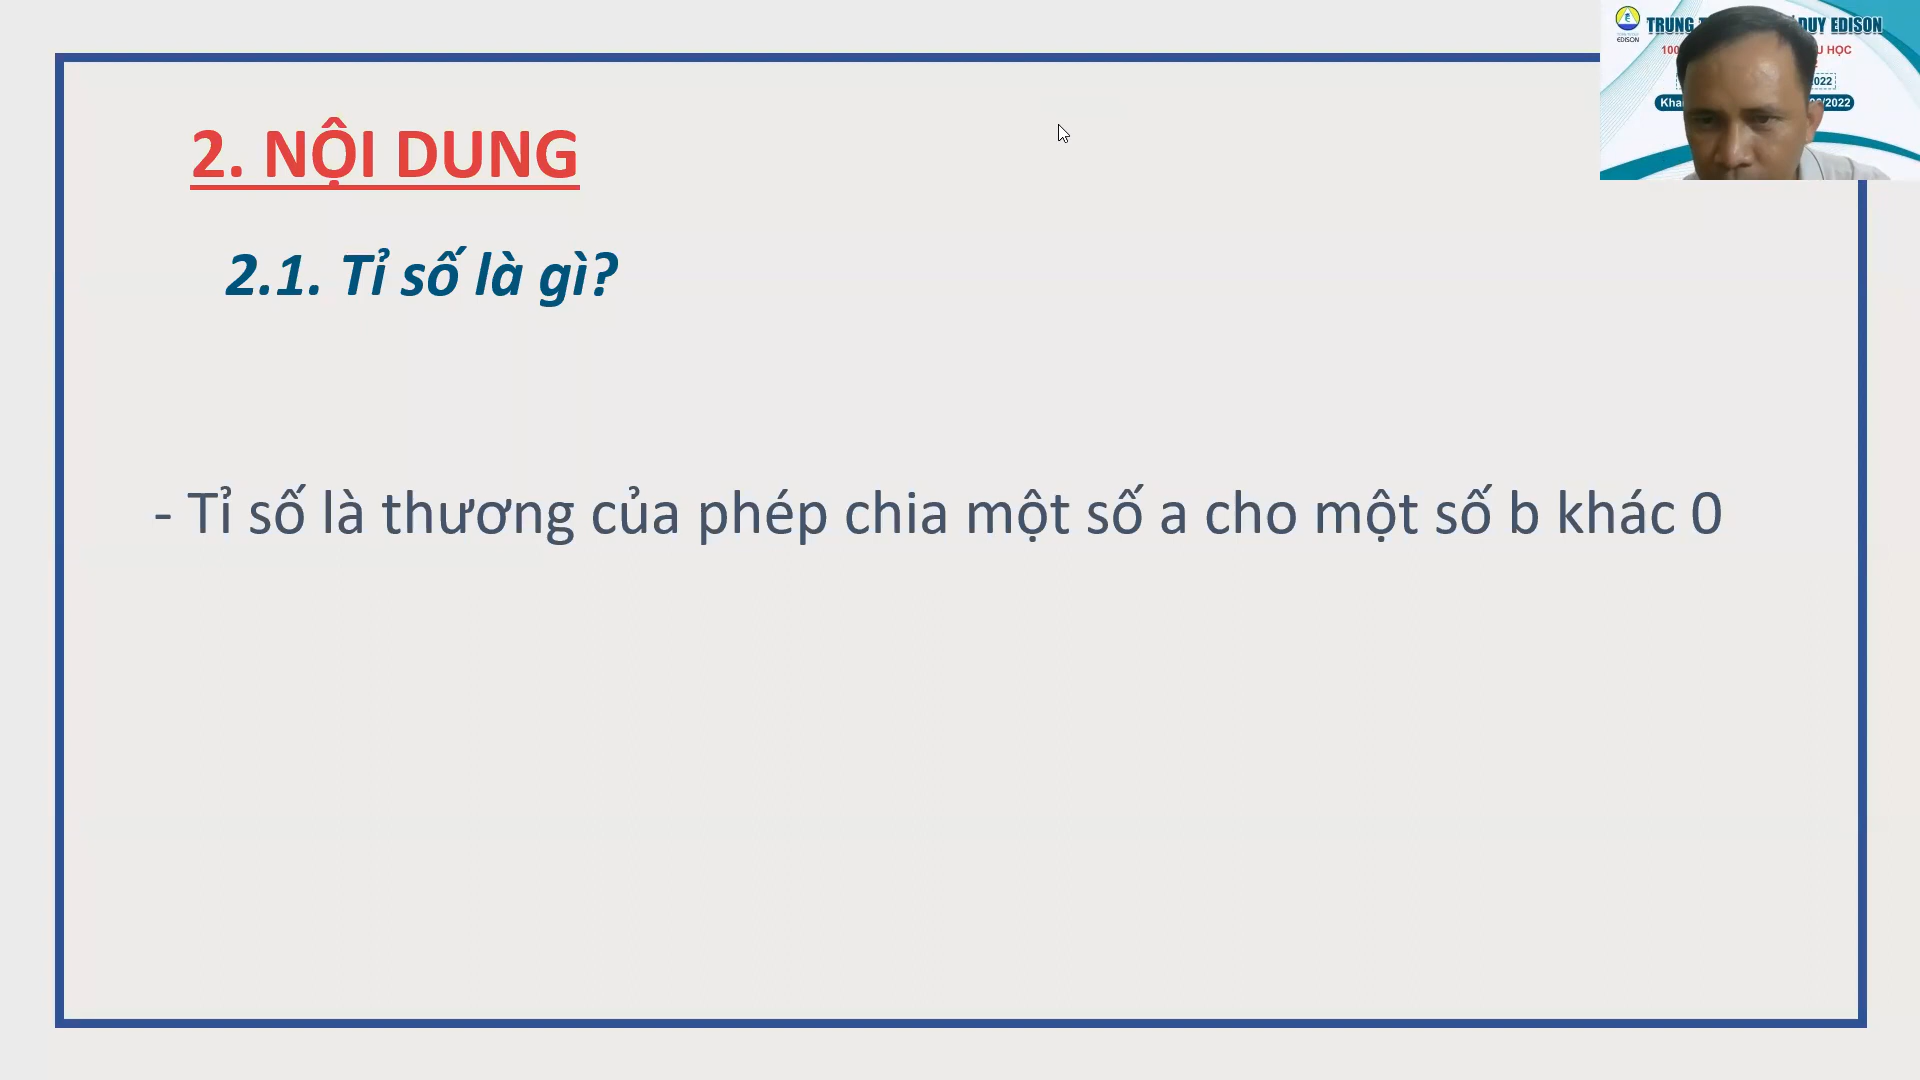 2. NỘI DUNG
2.1. Tỉ số là gì?
- Tỉ số là thương của phép chia một số a cho một số b khác 0
TRUNG DUY EDISON
EDISON
HỌC